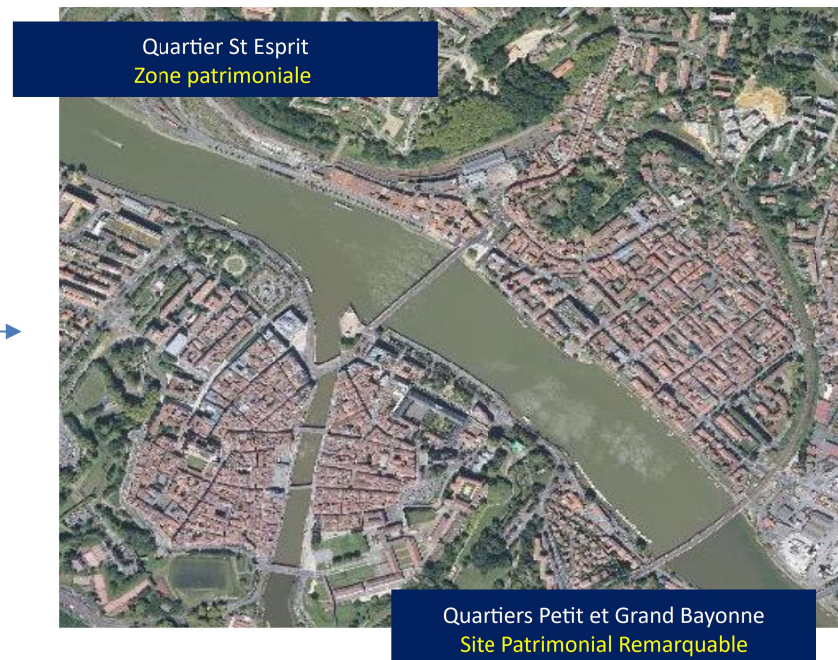 Quartier St Esprit
Zone patrimoniale
Quartiers Petit et Grand Bayonne
Site Patrimonial Remarquable